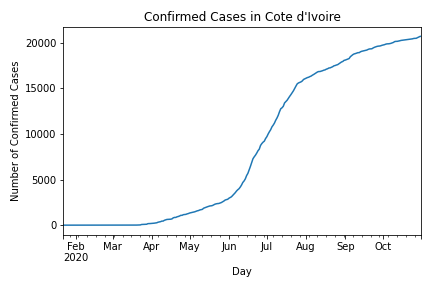 Confirmed Cases in Cote d'Ivoire
Number of Confirmed Cases
20000
15000
10000
5000
0
Feb Mar Apr May Jun Jul Aug Sep Oct
2020
Day